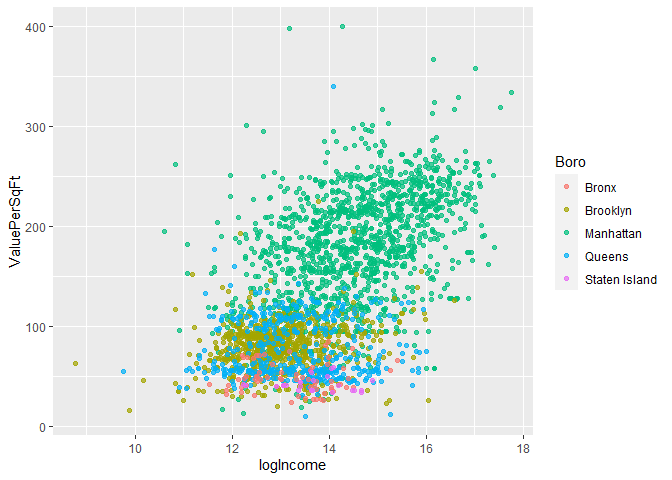 400
300
200
100
0
ValuePerSqFt
10 12 14 16 18
logIncome
Boro
Bronx
Brooklyn
Manhattan
Queens
Staten Island